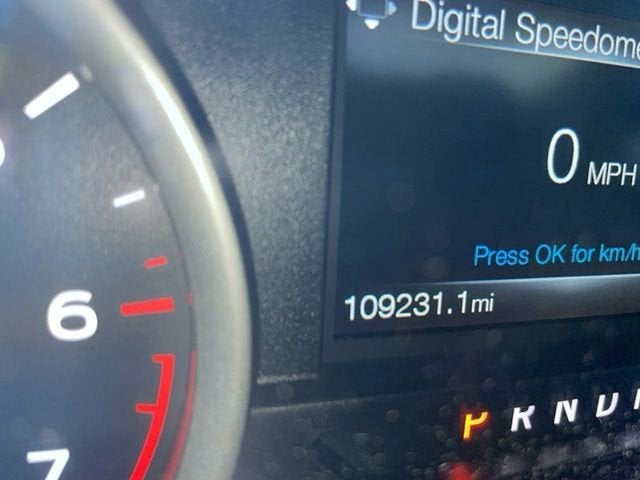 Digital Speedome
0 MPH
Press OK for km/h
109231.1mi
6
7
P R N D